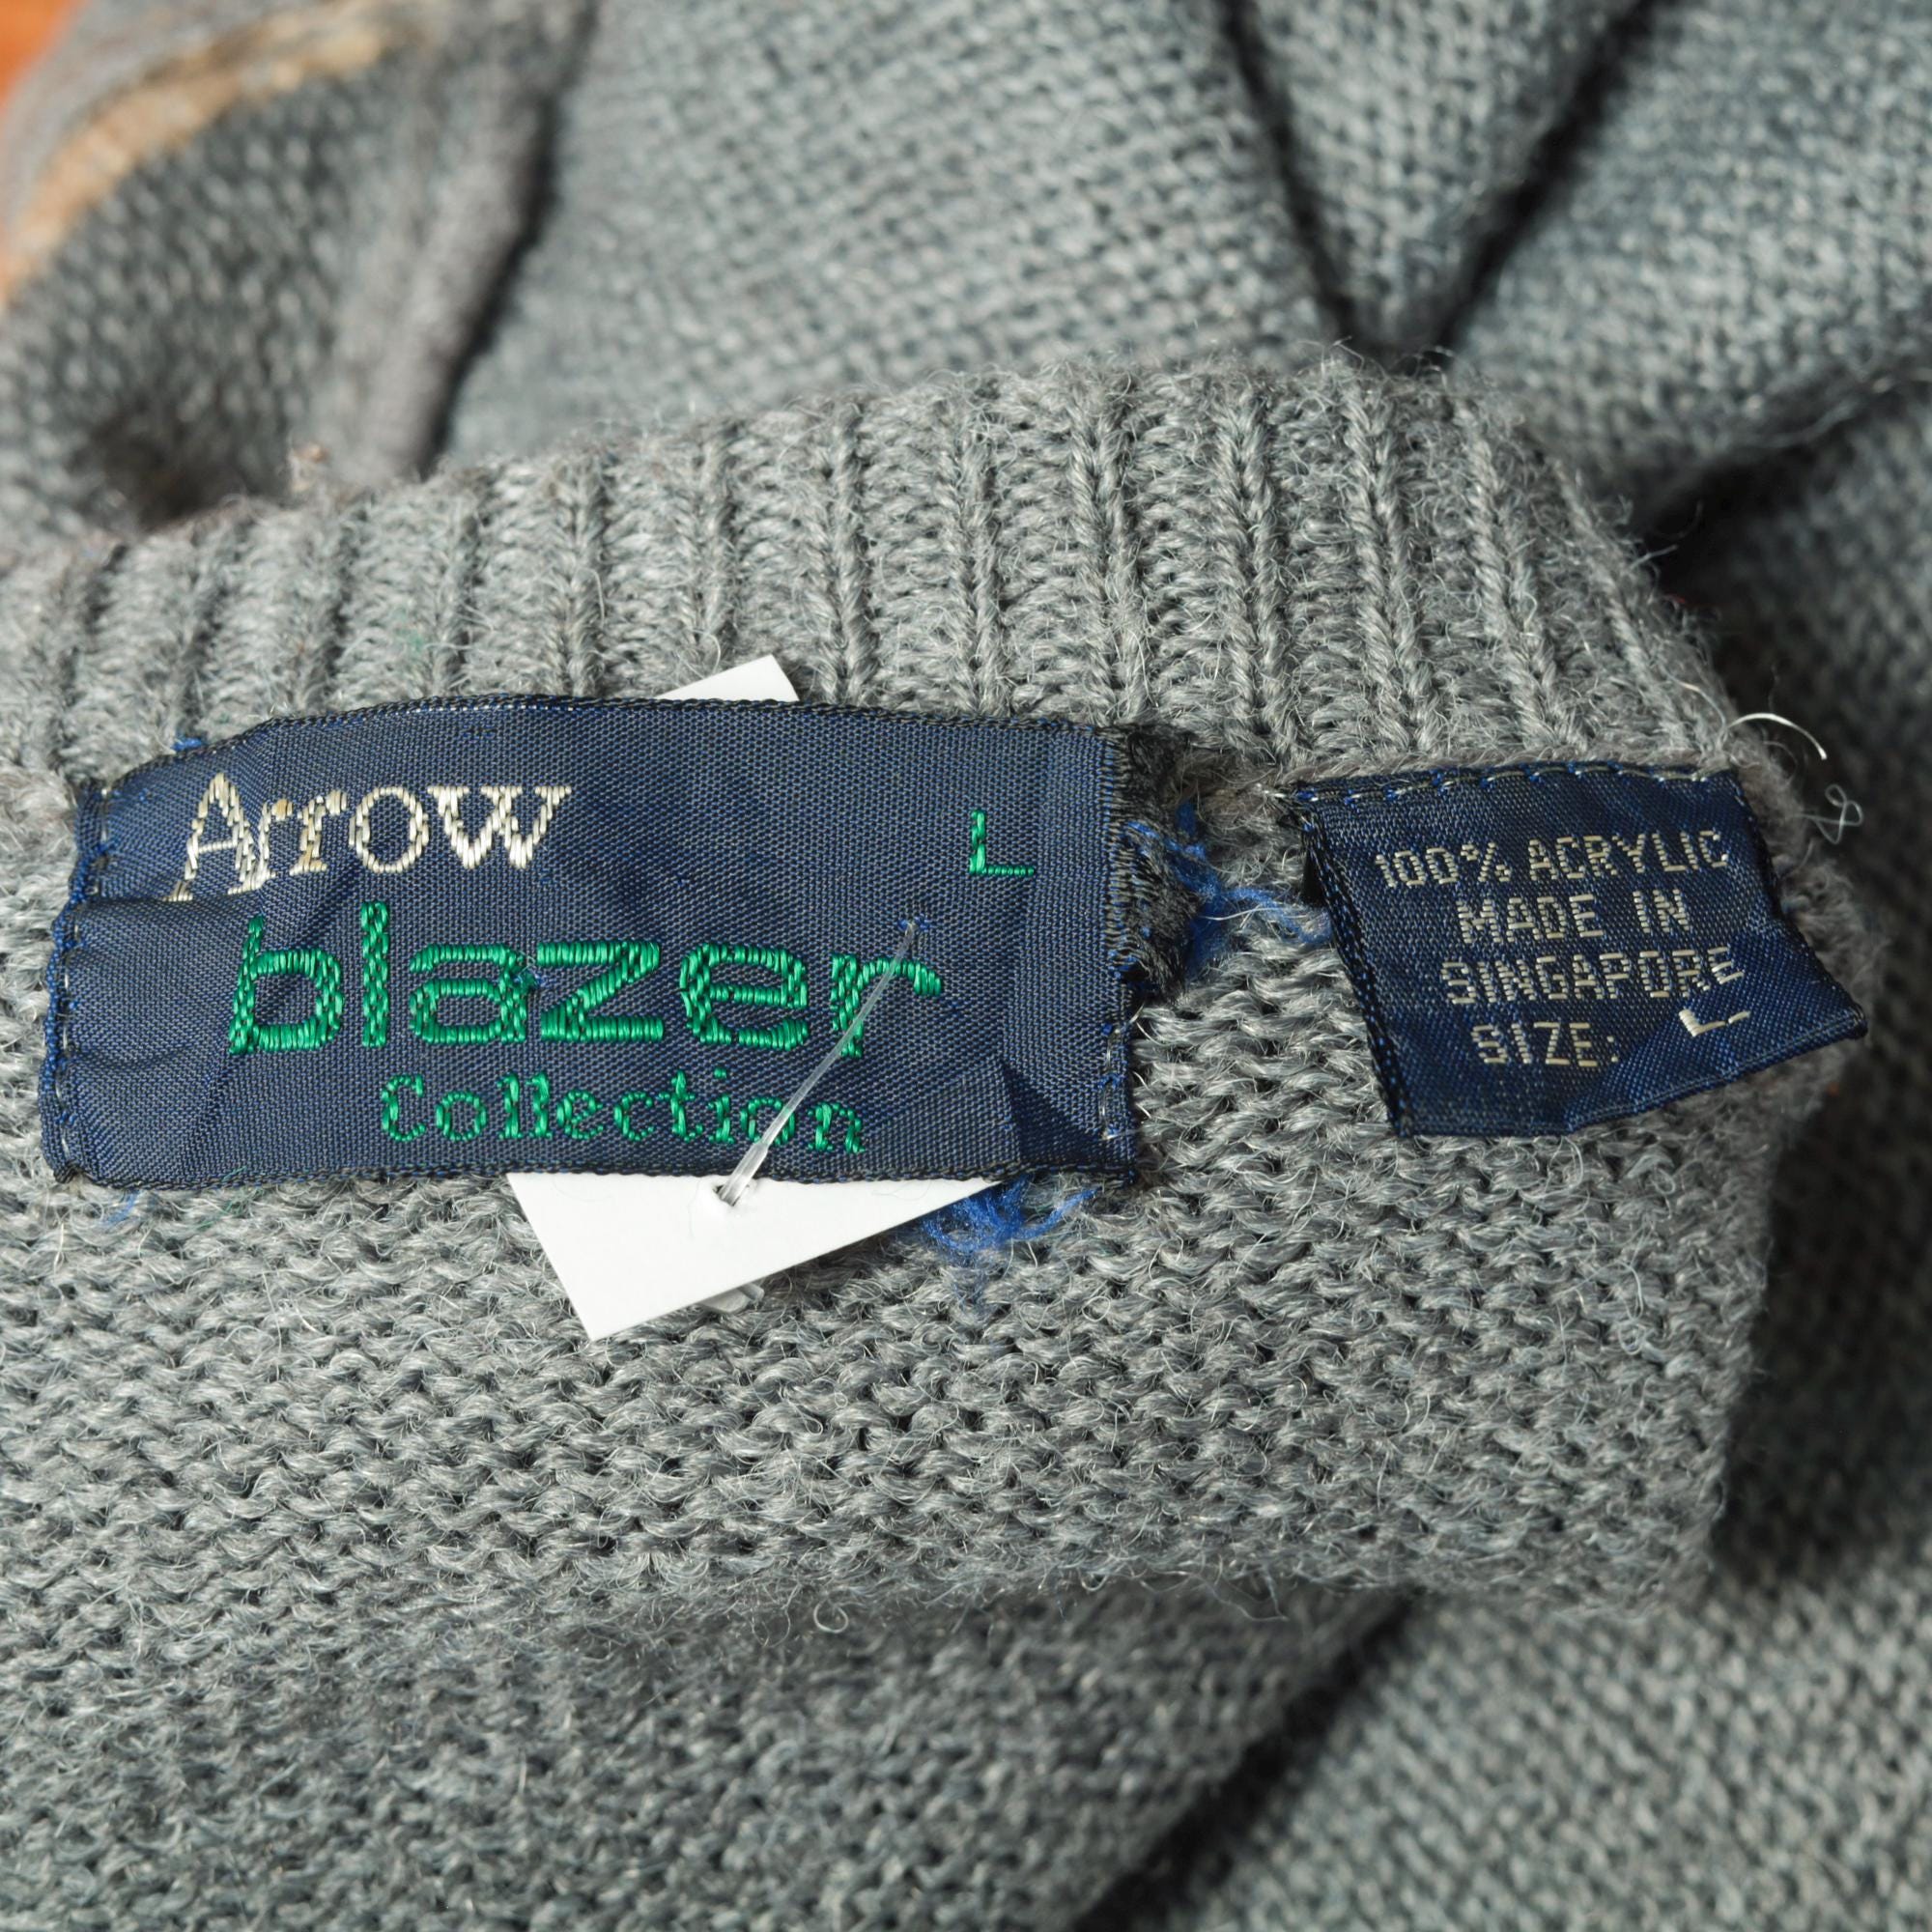 Arrow
L
blazer
Collection
100% ACRYLIC
MADE IN
SINGAPORE
SIZE: L